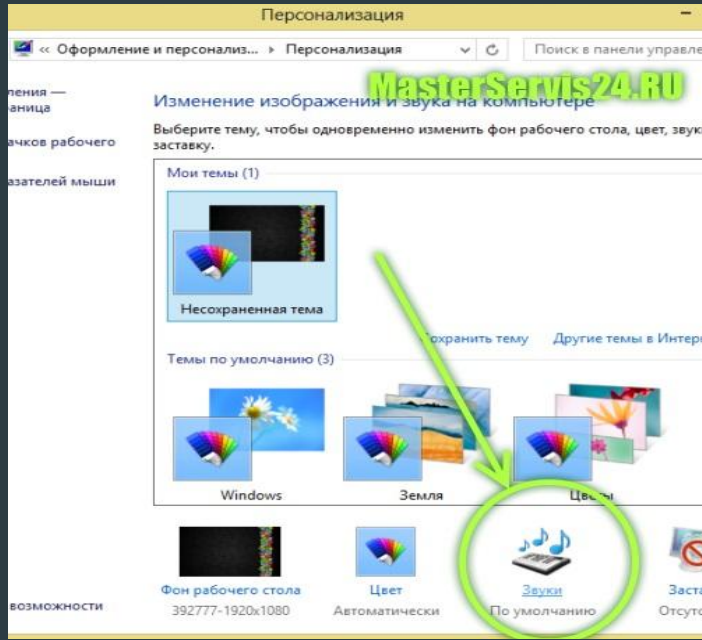 Персонализация
« Оформление и персонализ... ▸ Персонализация
Поиск в панели управле
MasterServis24.RU
ления —
аница
ачков рабочего
азателей мыши
Изменение изображения и звука на компьютере
Выберите тему, чтобы одновременно изменить фон рабочего стола, цвет, звук
заставку.
Мои темы (1)
Несохраненная тема
Сохранить тему Другие темы в Интерн
Темы по умолчанию (3)
Windows Земля Цветы
Фон рабочего стола Цвет Звуки Заста
392777-1920x1080 Автоматически По умолчанию Отсутс
возможности